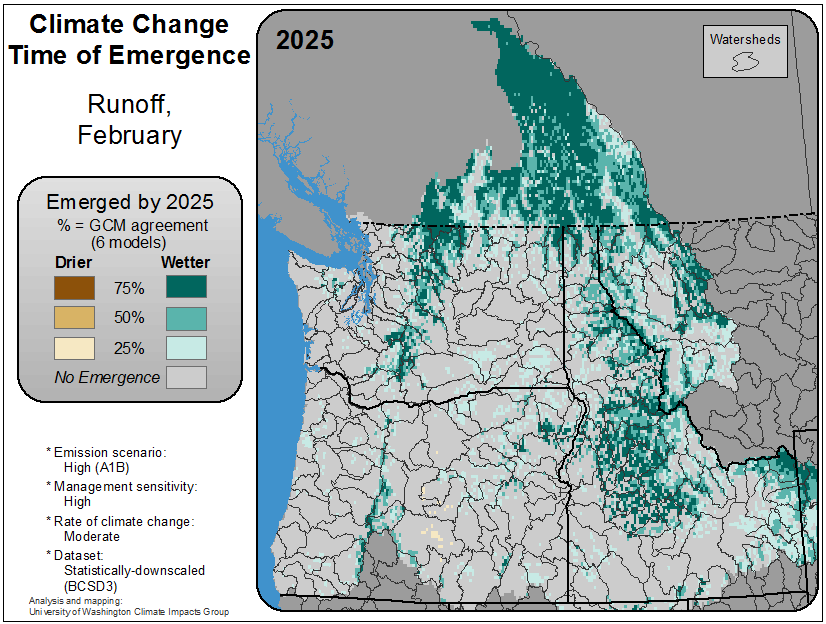 Climate Change
Time of Emergence
Runoff,
February
Emerged by 2025
% = GCM agreement
(6 models)
Drier Wetter
75%
50%
25%
No Emergence
* Emission scenario:
High (A1B)
* Management sensitivity:
High
* Rate of climate change:
Moderate
* Dataset:
Statistically-downscaled
(BCSD3)
Analysis and mapping:
University of Washington Climate Impacts Group
2025
Watersheds